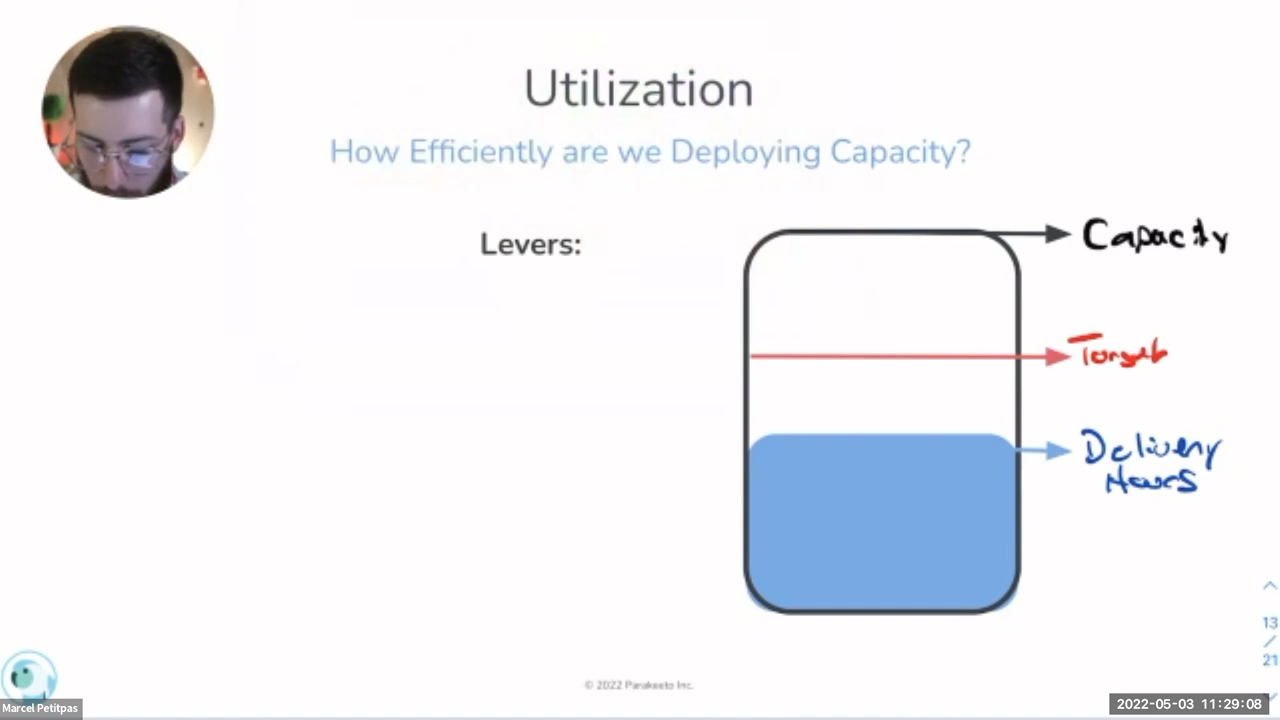 Utilization
How Efficiently are we Deploying Capacity?
Levers:
Capacity
Target
Delivery
Hours
13
/
21
© 2022 Parakeeto Inc.
Marcel Petitpas
2022-05-03 11:29:08